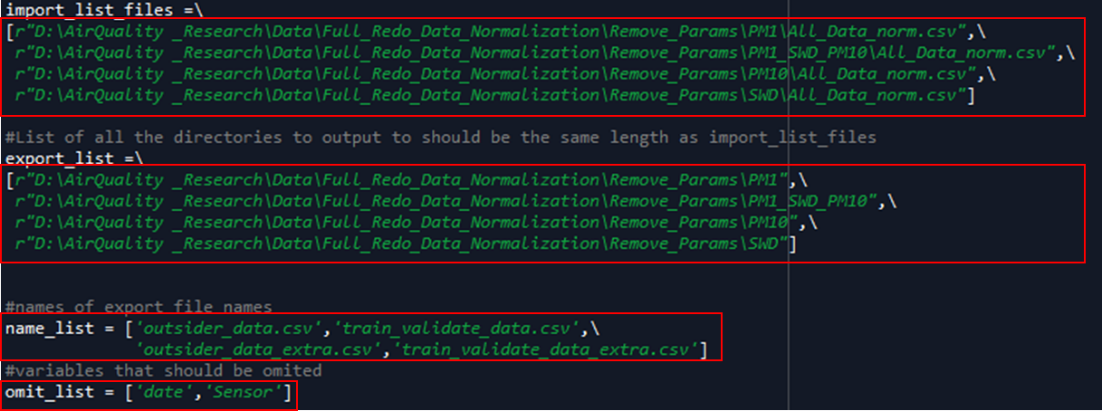 import_list_files =\
[r"D:\AirQuality _Research\Data\Full_Redo_Data_Normalization\Remove_Params\PM1\All_Data_norm.csv",\
r"D:\AirQuality _Research\Data\Full_Redo_Data_Normalization\Remove_Params\PM1_SWD_PM10\All_Data_norm.csv",\
r"D:\AirQuality _Research\Data\Full_Redo_Data_Normalization\Remove_Params\PM10\All_Data_norm.csv",\
r"D:\AirQuality _Research\Data\Full_Redo_Data_Normalization\Remove_Params\SWD\All_Data_norm.csv"]
#List of all the directories to output to should be the same length as import_list_files
export_list =\
[r"D:\AirQuality _Research\Data\Full_Redo_Data_Normalization\Remove_Params\PM1",\
r"D:\AirQuality _Research\Data\Full_Redo_Data_Normalization\Remove_Params\PM1_SWD_PM10",\
r"D:\AirQuality _Research\Data\Full_Redo_Data_Normalization\Remove_Params\PM10",\
r"D:\AirQuality _Research\Data\Full_Redo_Data_Normalization\Remove_Params\SWD"]
#names of export file names
name_list = ['outsider_data.csv','train_validate_data.csv',\
'outsider_data_extra.csv','train_validate_data_extra.csv']
#variables that should be omited
omit_list = ['date','Sensor']